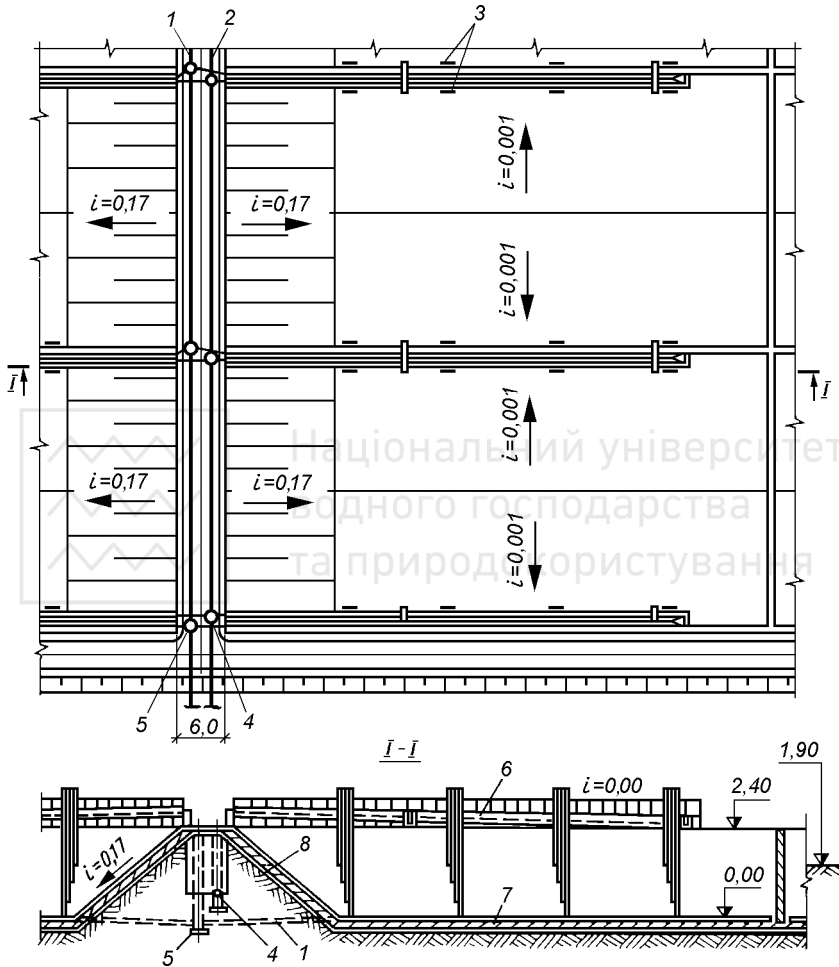 1 2 3
i=0,001
i=0,17 i=0,17
i=0,001
I I
i=0,001
Національний університет
i=0,17 i=0,17
водного господарства
i=0,001
та природокористування
5 6,0 4
I-I
1,90
6 i=0,00 2,40
i=0,17 8
0,00
7
5 4 1